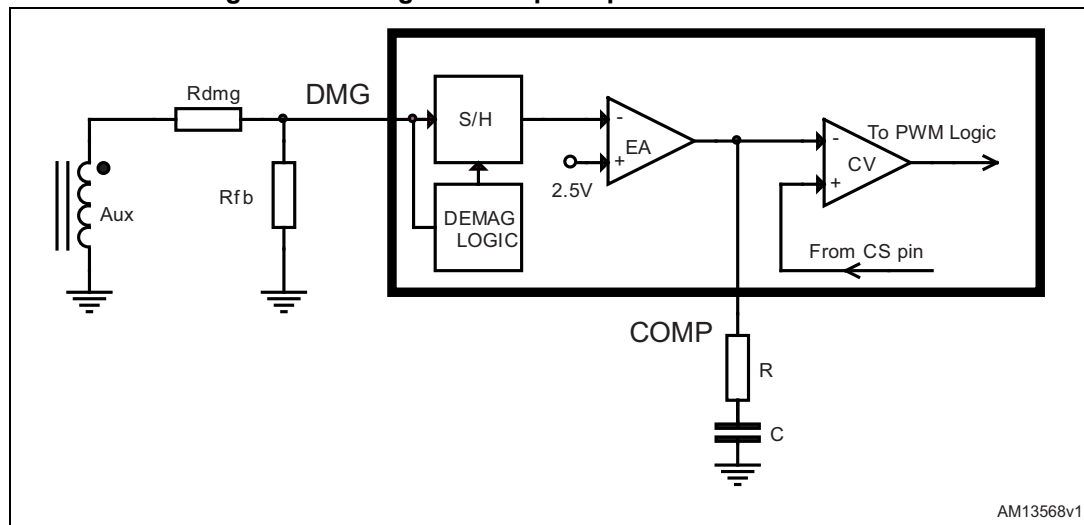 Rdmg
DMG
S/H
-
EA
+
2.5V
Rfb
Aux
DEMAG
LOGIC
-
CV
+
To PWM Logic
From CS pin
COMP
R
C
AM13568v1